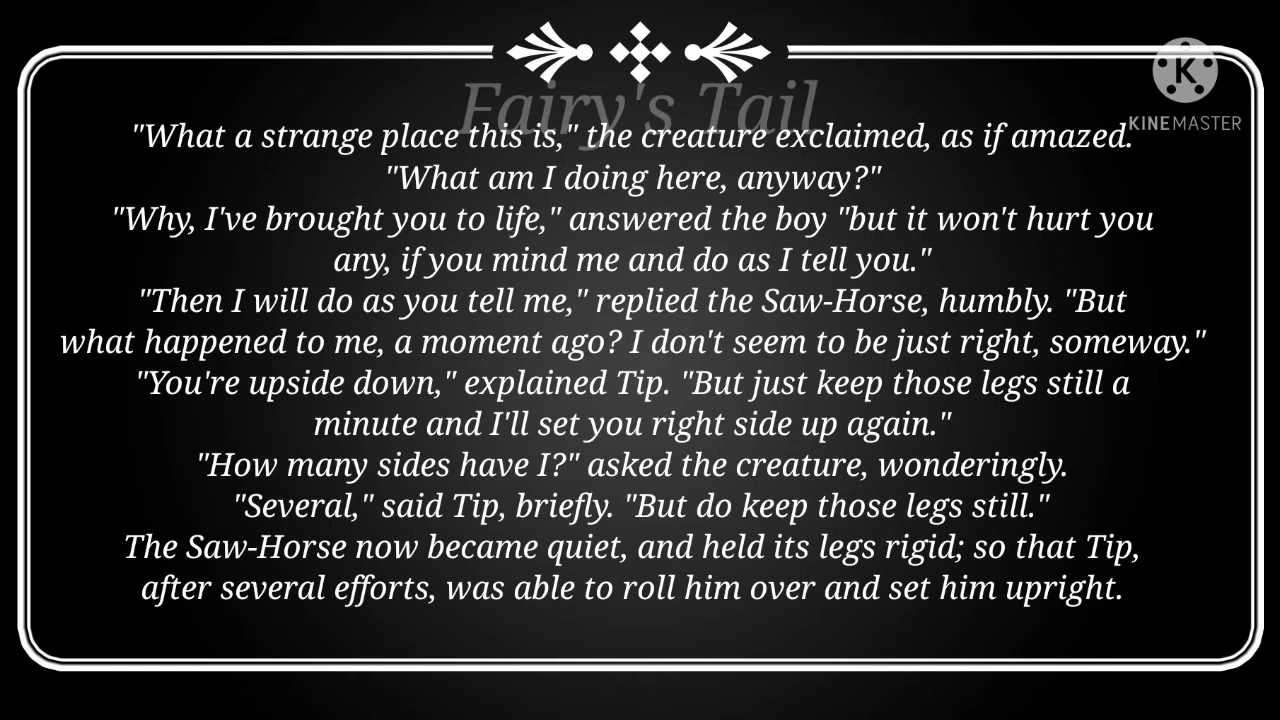 Fairy's Tail
KINEMASTER
"What a strange place this is," the creature exclaimed, as if amazed.
"What am I doing here, anyway?"
"Why, I've brought you to life," answered the boy "but it won't hurt you
any, if you mind me and do as I tell you."
"Then I will do as you tell me," replied the Saw-Horse, humbly. "But
what happened to me, a moment ago? I don't seem to be just right, someway."
"You're upside down," explained Tip. "But just keep those legs still a
minute and I'll set you right side up again."
"How many sides have I?" asked the creature, wonderingly.
"Several," said Tip, briefly. "But do keep those legs still."
The Saw-Horse now became quiet, and held its legs rigid; so that Tip,
after several efforts, was able to roll him over and set him upright.